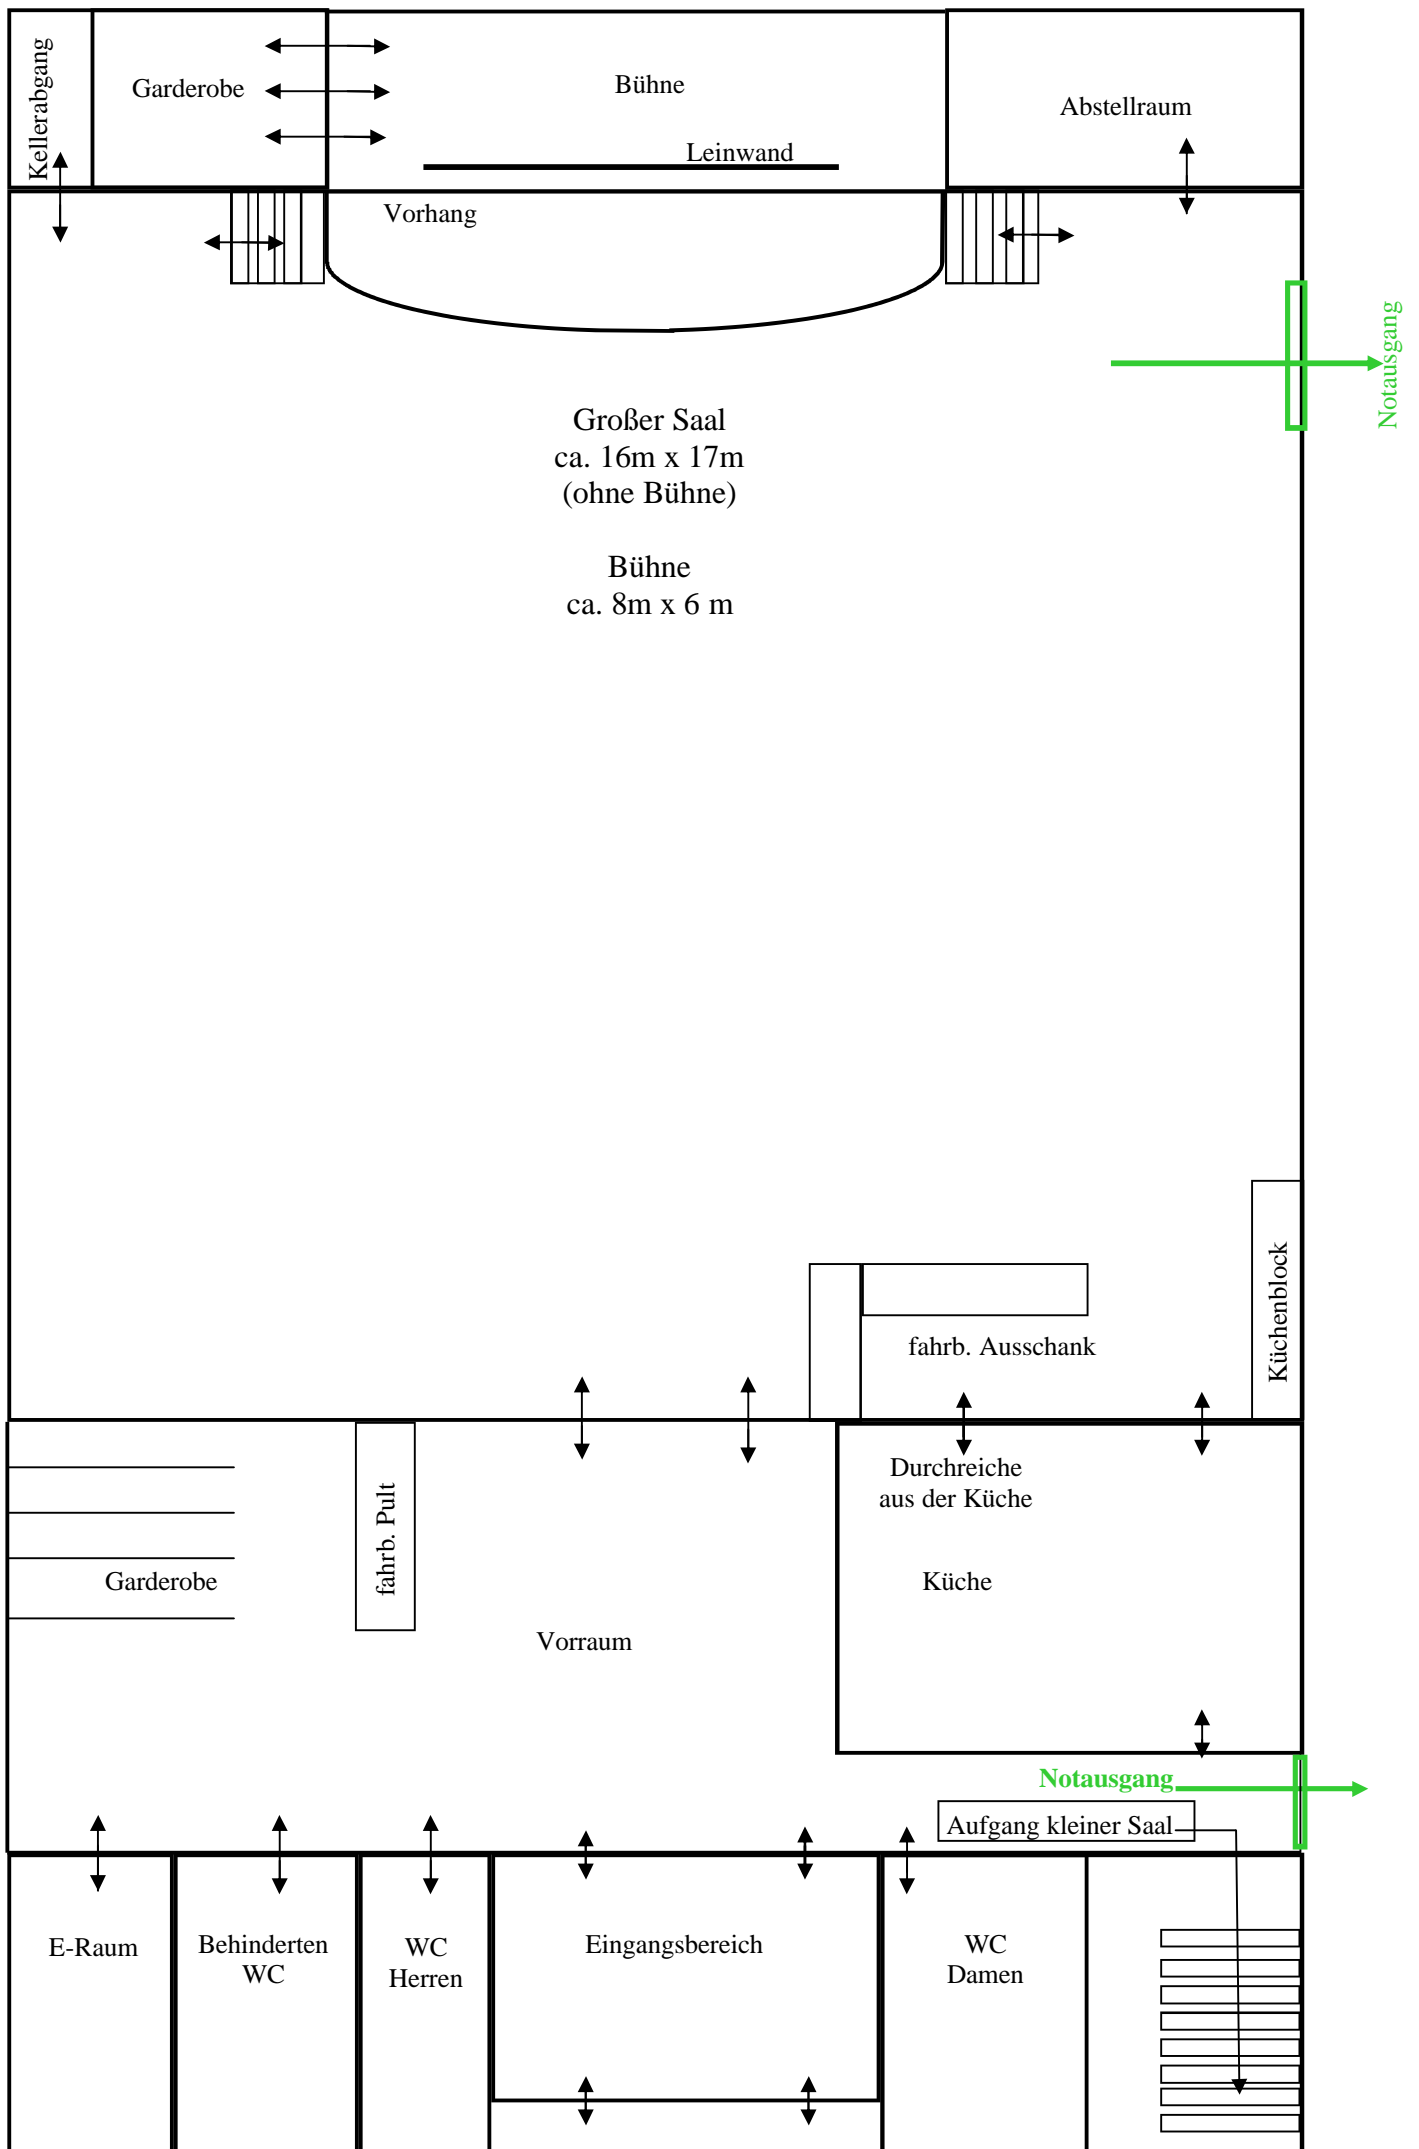 Kellerabgang
Garderobe
Bühne
Abstellraum
Leinwand
Vorhang
Notausgang
Großer Saal
ca. 16m x 17m
(ohne Bühne)
Bühne
ca. 8m x 6 m
Küchenblock
fahrb. Ausschank
Durchreiche
aus der Küche
fahrb. Pult
Garderobe
Küche
Vorraum
Notausgang
Aufgang kleiner Saal
E-Raum
Behinderten
WC
WC
Herren
Eingangsbereich
WC
Damen